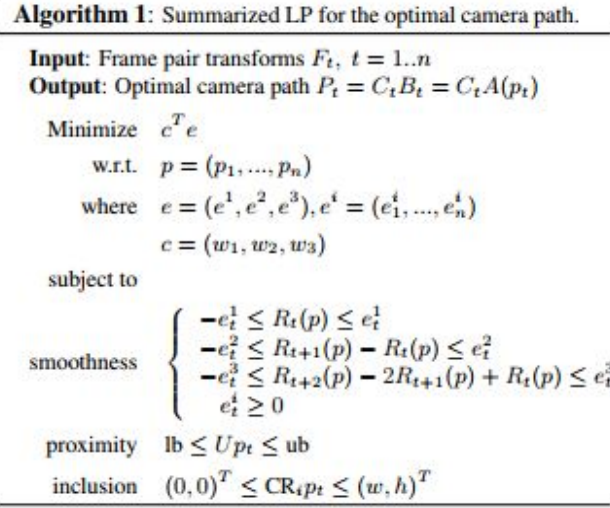 Algorithm 1: Summarized LP for the optimal camera path.
Input: Frame pair transforms F_t, t = 1..n
Output: Optimal camera path P_t = C_t B_t = C_t A(p_t)
Minimize c^T e
w.r.t. p = (p_1, ..., p_n)
where e = (e^1, e^2, e^3), e^i = (e^i_1, ..., e^i_n)
c = (w_1, w_2, w_3)
subject to
smoothness { −e^1_t ≤ R_t(p) ≤ e^1_t
−e^2_t ≤ R_{t+1}(p) − R_t(p) ≤ e^2_t
−e^3_t ≤ R_{t+2}(p) − 2R_{t+1}(p) + R_t(p) ≤ e^3_t
e^i_t ≥ 0
proximity lb ≤ Up_t ≤ ub
inclusion (0, 0)^T ≤ CR_i p_t ≤ (w, h)^T